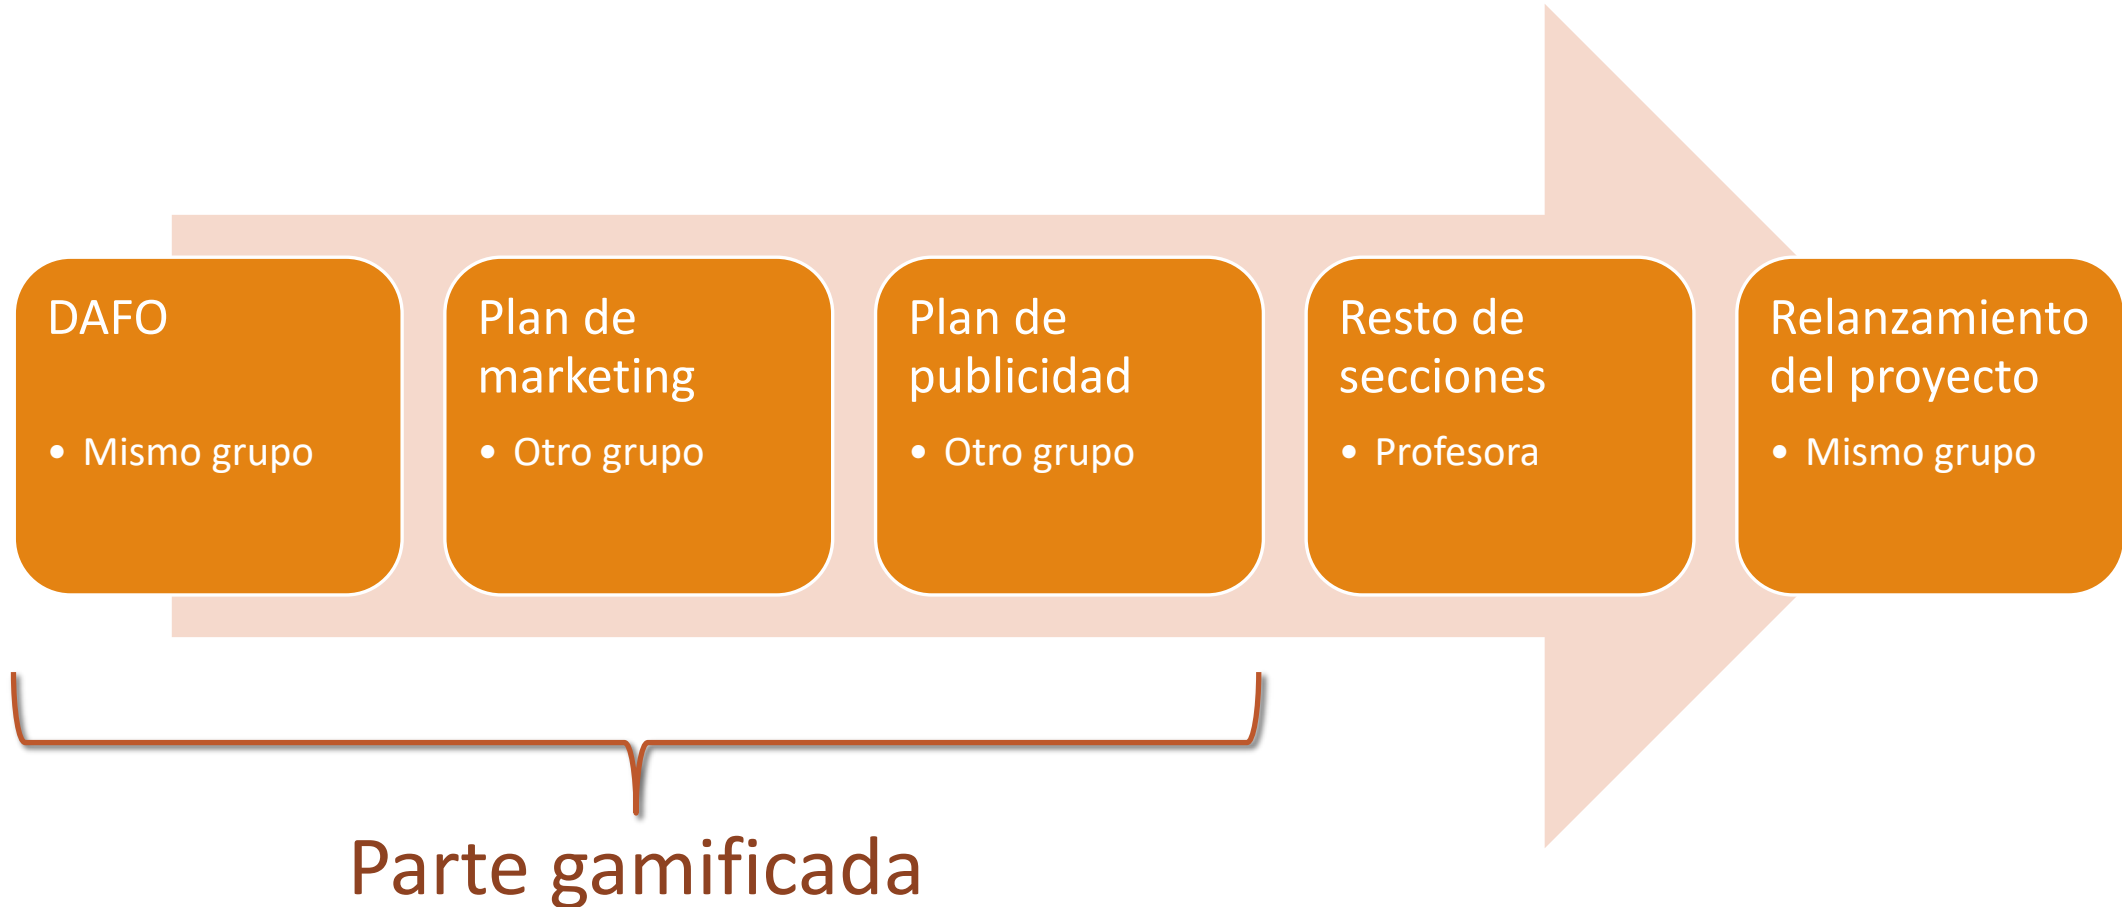 DAFO
• Mismo grupo
Plan de
marketing
• Otro grupo
Plan de
publicidad
• Otro grupo
Resto de
secciones
• Profesora
Relanzamiento
del proyecto
• Mismo grupo
Parte gamificada